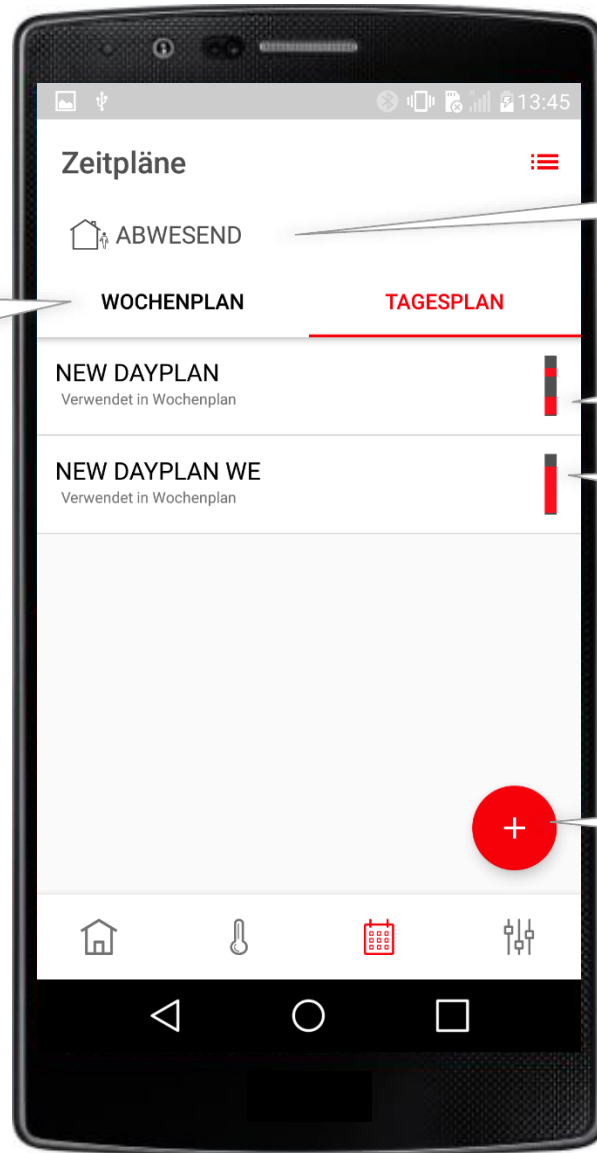 13:45
Zeitpläne
ABWESEND
WOCHENPLAN
TAGESPLAN
NEW DAYPLAN
Verwendet in Wochenplan
NEW DAYPLAN WE
Verwendet in Wochenplan
+